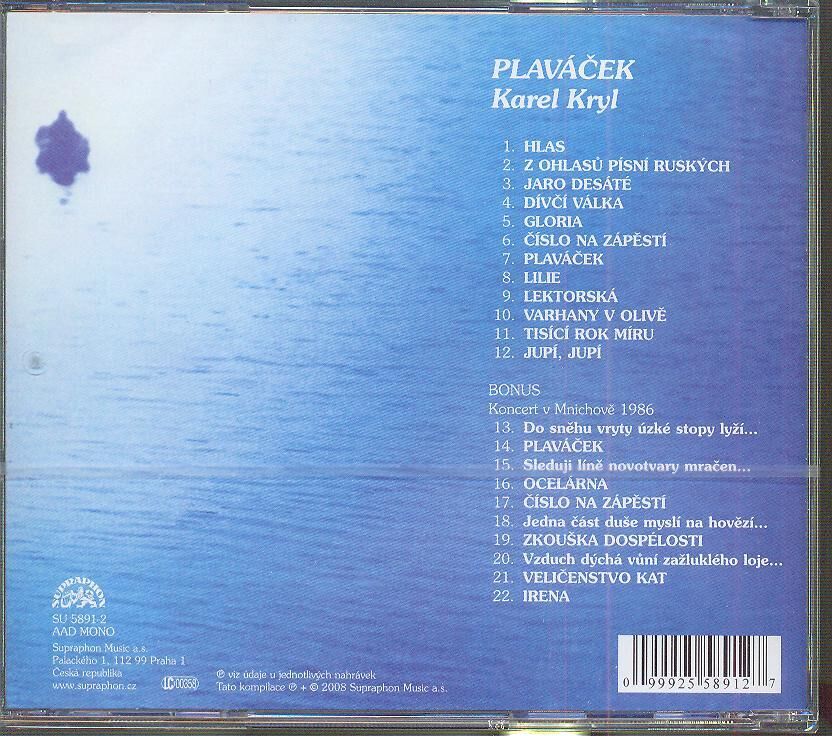 PLAVÁČEK
Karel Kryl
1. HLAS
2. Z OHLASŮ PÍSNÍ RUSKÝCH
3. JARO DESÁTÉ
4. DÍVČÍ VÁLKA
5. GLORIA
6. ČÍSLO NA ZÁPĚSTÍ
7. PLAVÁČEK
8. LILIE
9. LEKTORSKÁ
10. VARHANY V OLIVĚ
11. TISÍCÍ ROK MÍRU
12. JUPÍ, JUPÍ
BONUS
Koncert v Mnichově 1986
13. Do sněhu vryty úzké stopy lyží...
14. PLAVÁČEK
15. Sleduji líně novotvary mračen...
16. OCELÁRNA
17. ČÍSLO NA ZÁPĚSTÍ
18. Jedna část duše myslí na hovězí...
19. ZKOUŠKA DOSPÉLOSTI
20. Vzduch dýchá vůní zažluklého loje...
21. VELIČENSTVO KAT
22. IRENA
SUPRAPHON
SU 5891-2
AAD MONO
Supraphon Music a.s.
Palackého 1, 112 99 Praha 1
Česká republika
www.supraphon.cz
LC 00358
℗ viz údaje u jednotlivých nahrávek
Tato kompilace ℗ + © 2008 Supraphon Music a.s.
0 99925 58912 7